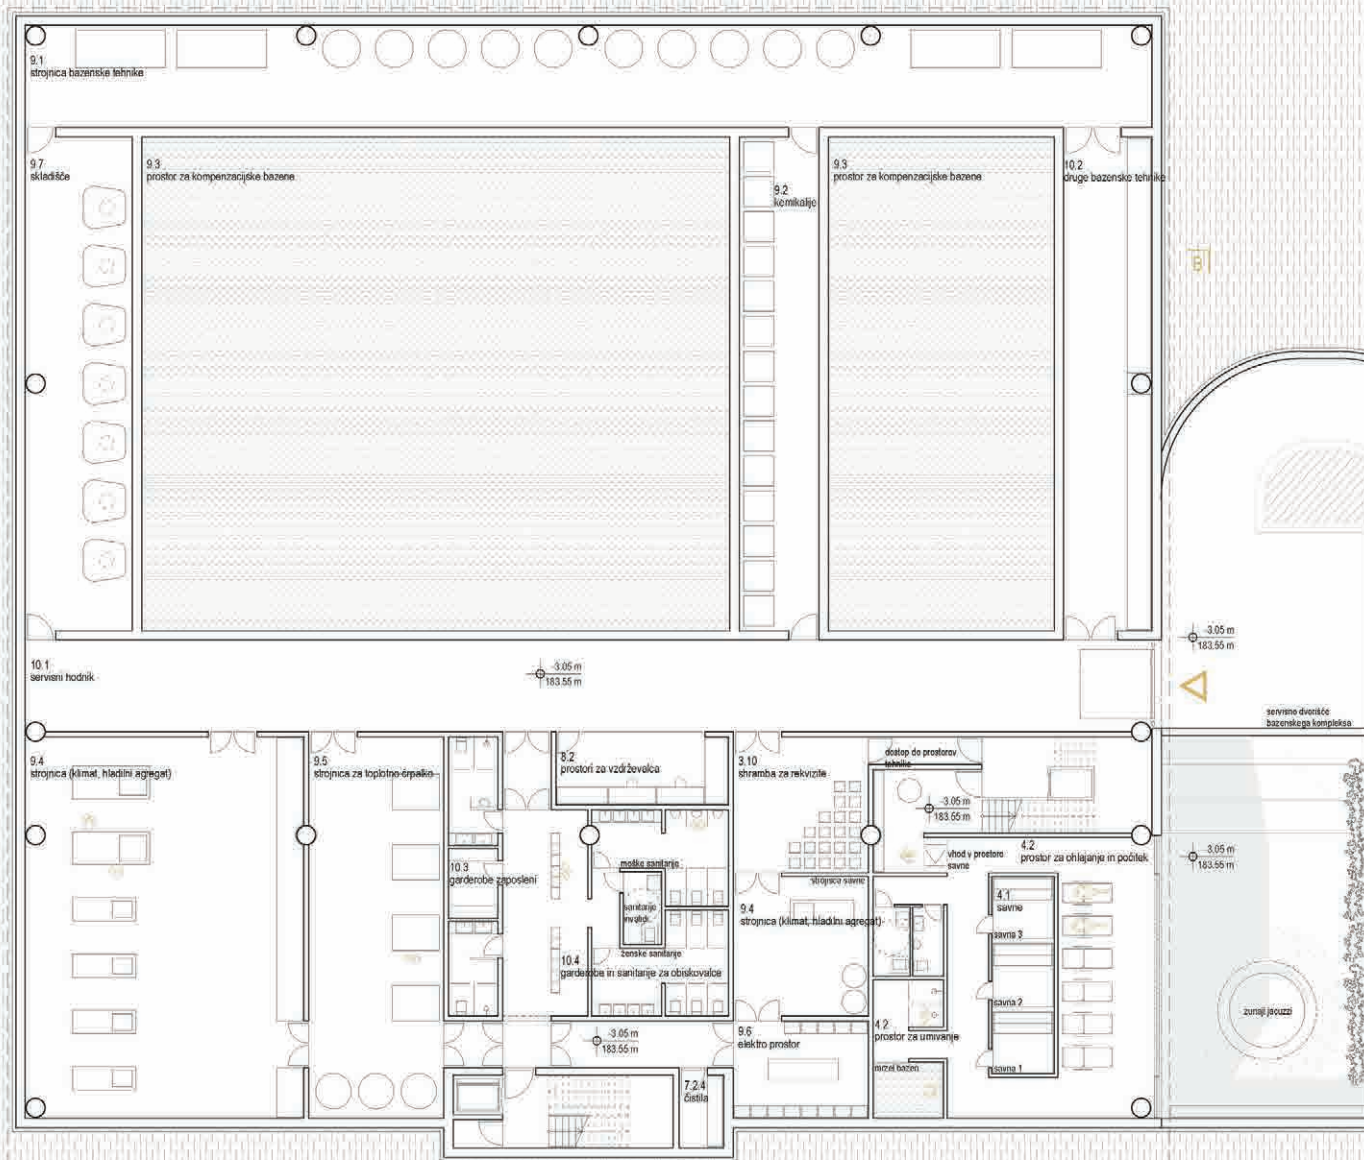 9.1
strojnica bazenske tehnike
9.7
skladišče
9.3
prostor za kompenzacijske bazene
9.2
kemikalije
9.3
prostor za kompenzacijske bazene
10.2
druge bazenske tehnike
B
-3.05 m
183.55 m
10.1
servisni hodnik
-3.05 m
183.55 m
servisno dvorišče
bazenskega kompleksa
9.4
strojnica (klimat, hladilni agregat)
9.5
strojnica za toplotno črpalko
8.2
prostori za vzdrževalca
3.10
shramba za rekvizite
dostop do prostorov
tehnike
-3.05 m
183.55 m
vhod v prostore
savne
4.2
prostor za ohlajanje in počitek
-3.05 m
183.55 m
10.3
garderobe zaposleni
moške sanitarije
sanitarije
invalidi
ženske sanitarije
10.4
garderobe in sanitarije za obiskovalce
strojnica savne
9.4
strojnica (klimat, hladilni agregat)
4.1
savne
savna 3
savna 2
savna 1
zunaji jacuzzi
-3.05 m
183.55 m
9.6
elektro prostor
4.2
prostor za umivanje
mrzel bazen
7.2.4
čistila